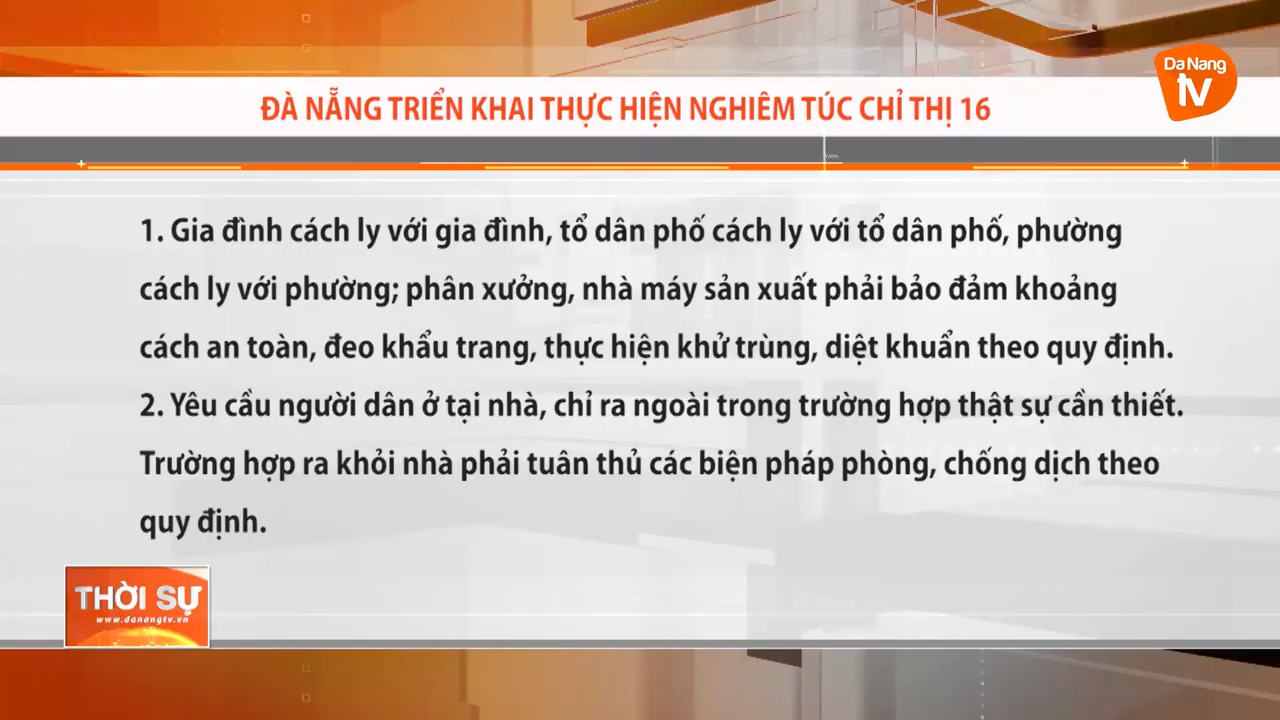 Da Nang
tv
ĐÀ NẴNG TRIỂN KHAI THỰC HIỆN NGHIÊM TÚC CHỈ THỊ 16
100%
1. Gia đình cách ly với gia đình, tổ dân phố cách ly với tổ dân phố, phường
cách ly với phường; phân xưởng, nhà máy sản xuất phải bảo đảm khoảng
cách an toàn, đeo khẩu trang, thực hiện khử trùng, diệt khuẩn theo quy định.
2. Yêu cầu người dân ở tại nhà, chỉ ra ngoài trong trường hợp thật sự cần thiết.
Trường hợp ra khỏi nhà phải tuân thủ các biện pháp phòng, chống dịch theo
quy định.
THỜI SỰ
www.danangtv.vn